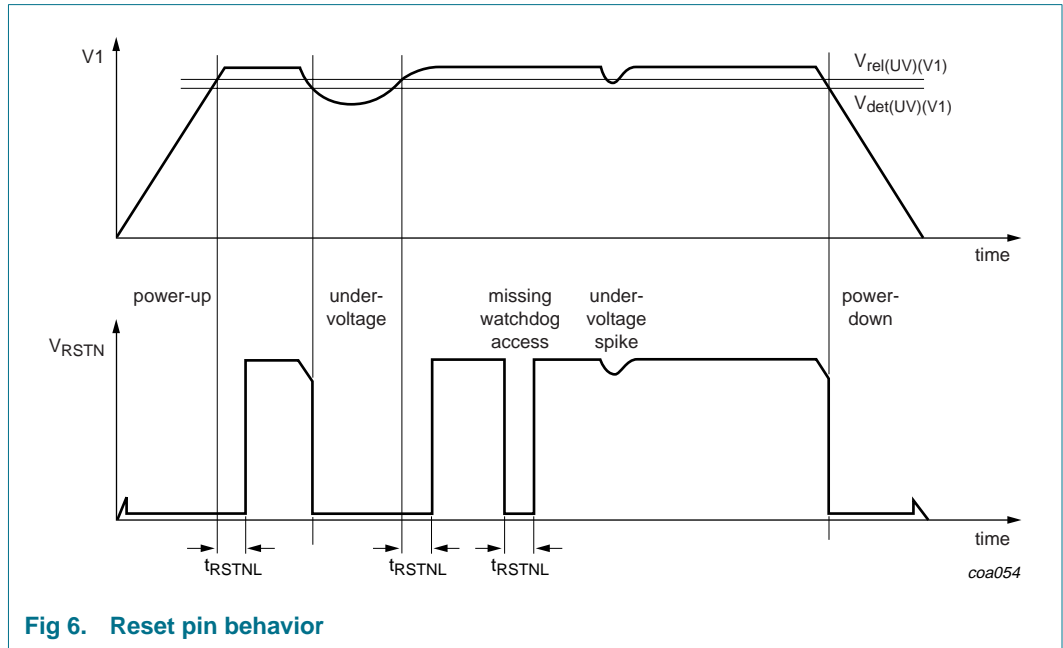 V1
Vrel(UV)(V1)
Vdet(UV)(V1)
time
power-up
under-
voltage
missing
watchdog
access
under-
voltage
spike
power-
down
VRSTN
time
tRSTNL
tRSTNL
tRSTNL
coa054
Fig 6. Reset pin behavior